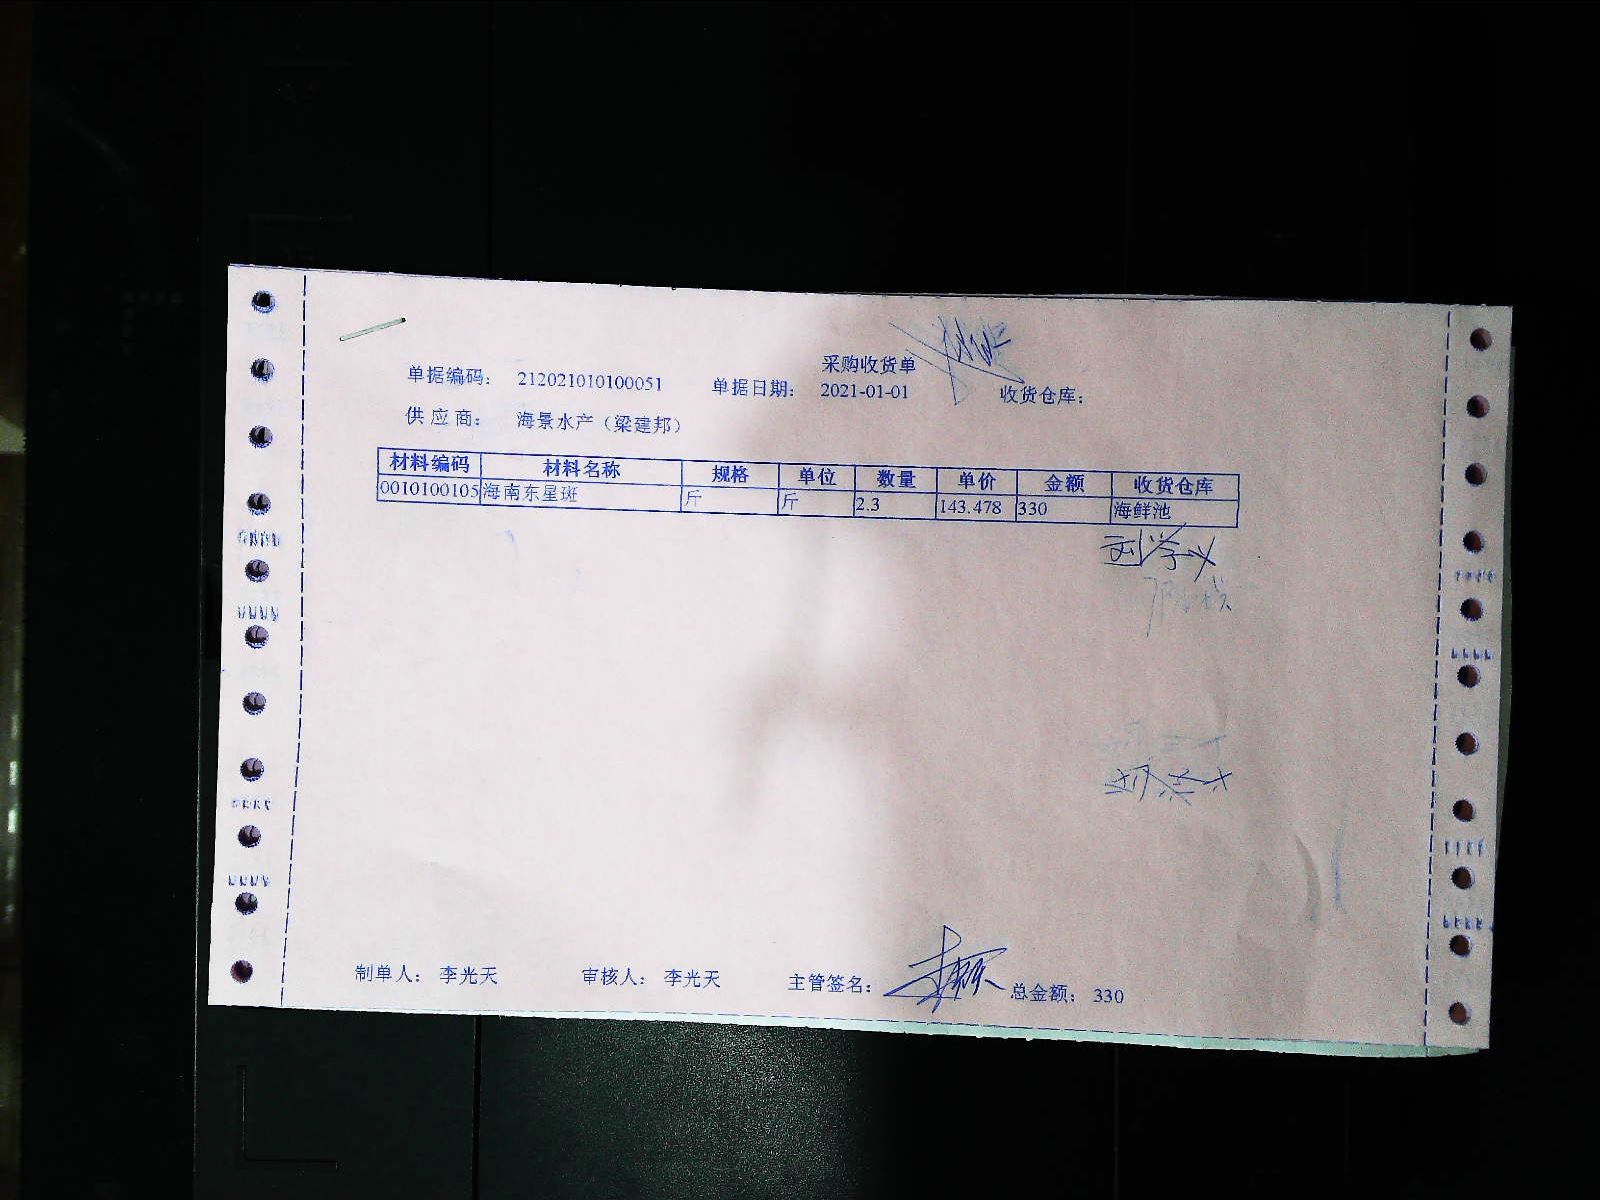 采购收货单
单据编码： 212021010100051 单据日期： 2021-01-01 收货仓库：
供 应 商： 海景水产（梁建邦）
材料编码 材料名称 规格 单位 数量 单价 金额 收货仓库
0010100105 海南东星斑 斤 斤 2.3 143.478 330 海鲜池
刘学义
制单人： 李光天 审核人： 李光天 主管签名： 总金额： 330